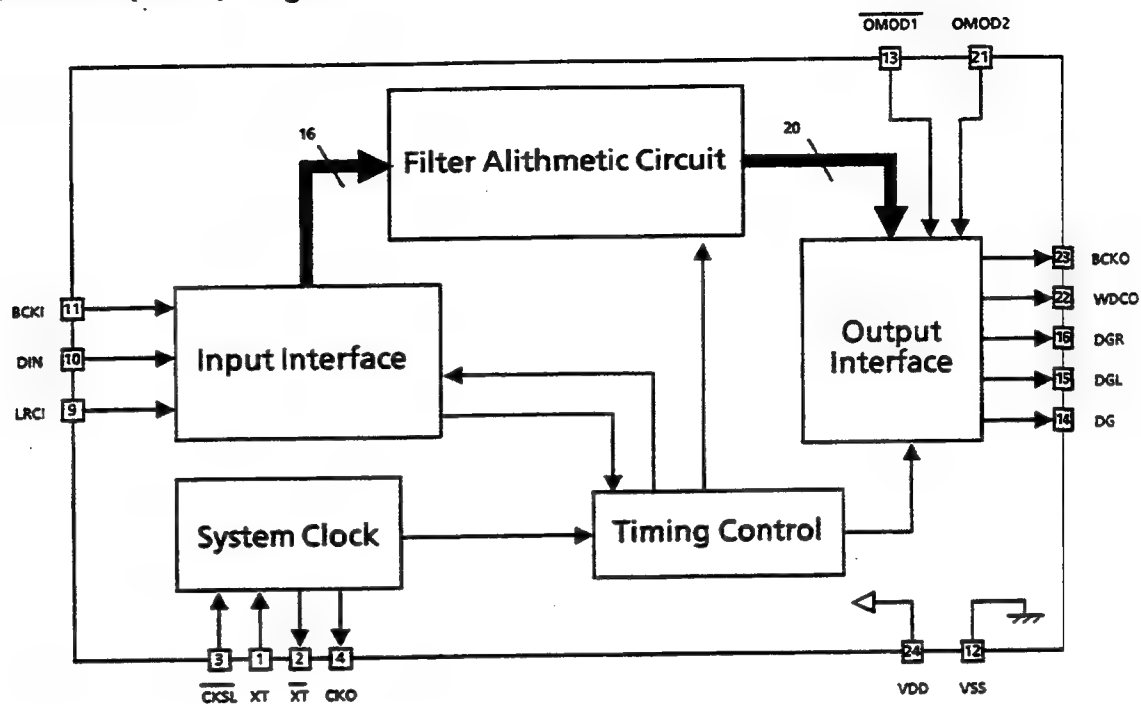 OMOD1 OMOD2
13 21
16
20
Filter Alithmetic Circuit
BCKI 11
DIN 10
LRCI 9
Input Interface
Output
Interface
23 BCKO
22 WDCO
16 DGR
15 DGL
14 DG
System Clock
Timing Control
3 1 2 4
CKSL XT XT CKO
24 12
VDD VSS